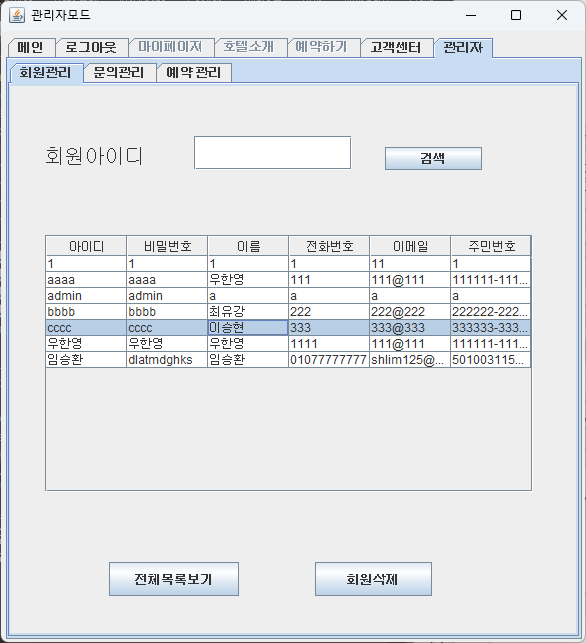 관리자모드
메인 로그아웃 마이페이지 호텔소개 예약하기 고객센터 관리자
회원관리 문의관리 예약 관리
회원아이디 검색
아이디 비밀번호 이름 전화번호 이메일 주민번호
1 1 1 1 11 1
aaaa aaaa 우한영 111 111@111 111111-111...
admin admin a a a a
bbbb bbbb 최유강 222 222@222 222222-222...
cccc cccc 이승현 333 333@333 333333-333...
우한영 우한영 우한영 1111 111@111 111111-111...
임승환 dlatmdghks 임승환 01077777777 shlim125@... 501003115...
전체목록보기 회원삭제